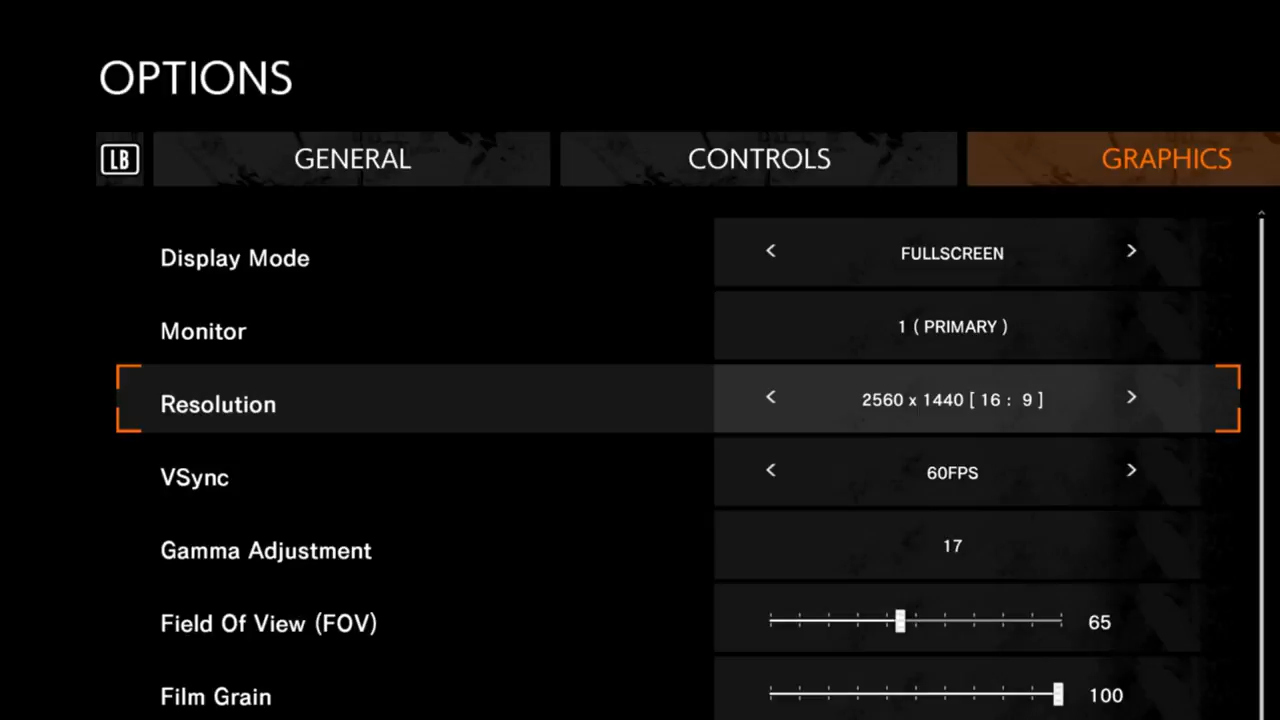 OPTIONS
LB GENERAL CONTROLS GRAPHICS
Display Mode < FULLSCREEN >
Monitor 1 ( PRIMARY )
Resolution < 2560 x 1440 [ 16 : 9 ] >
VSync < 60FPS >
Gamma Adjustment 17
Field Of View (FOV) 65
Film Grain 100